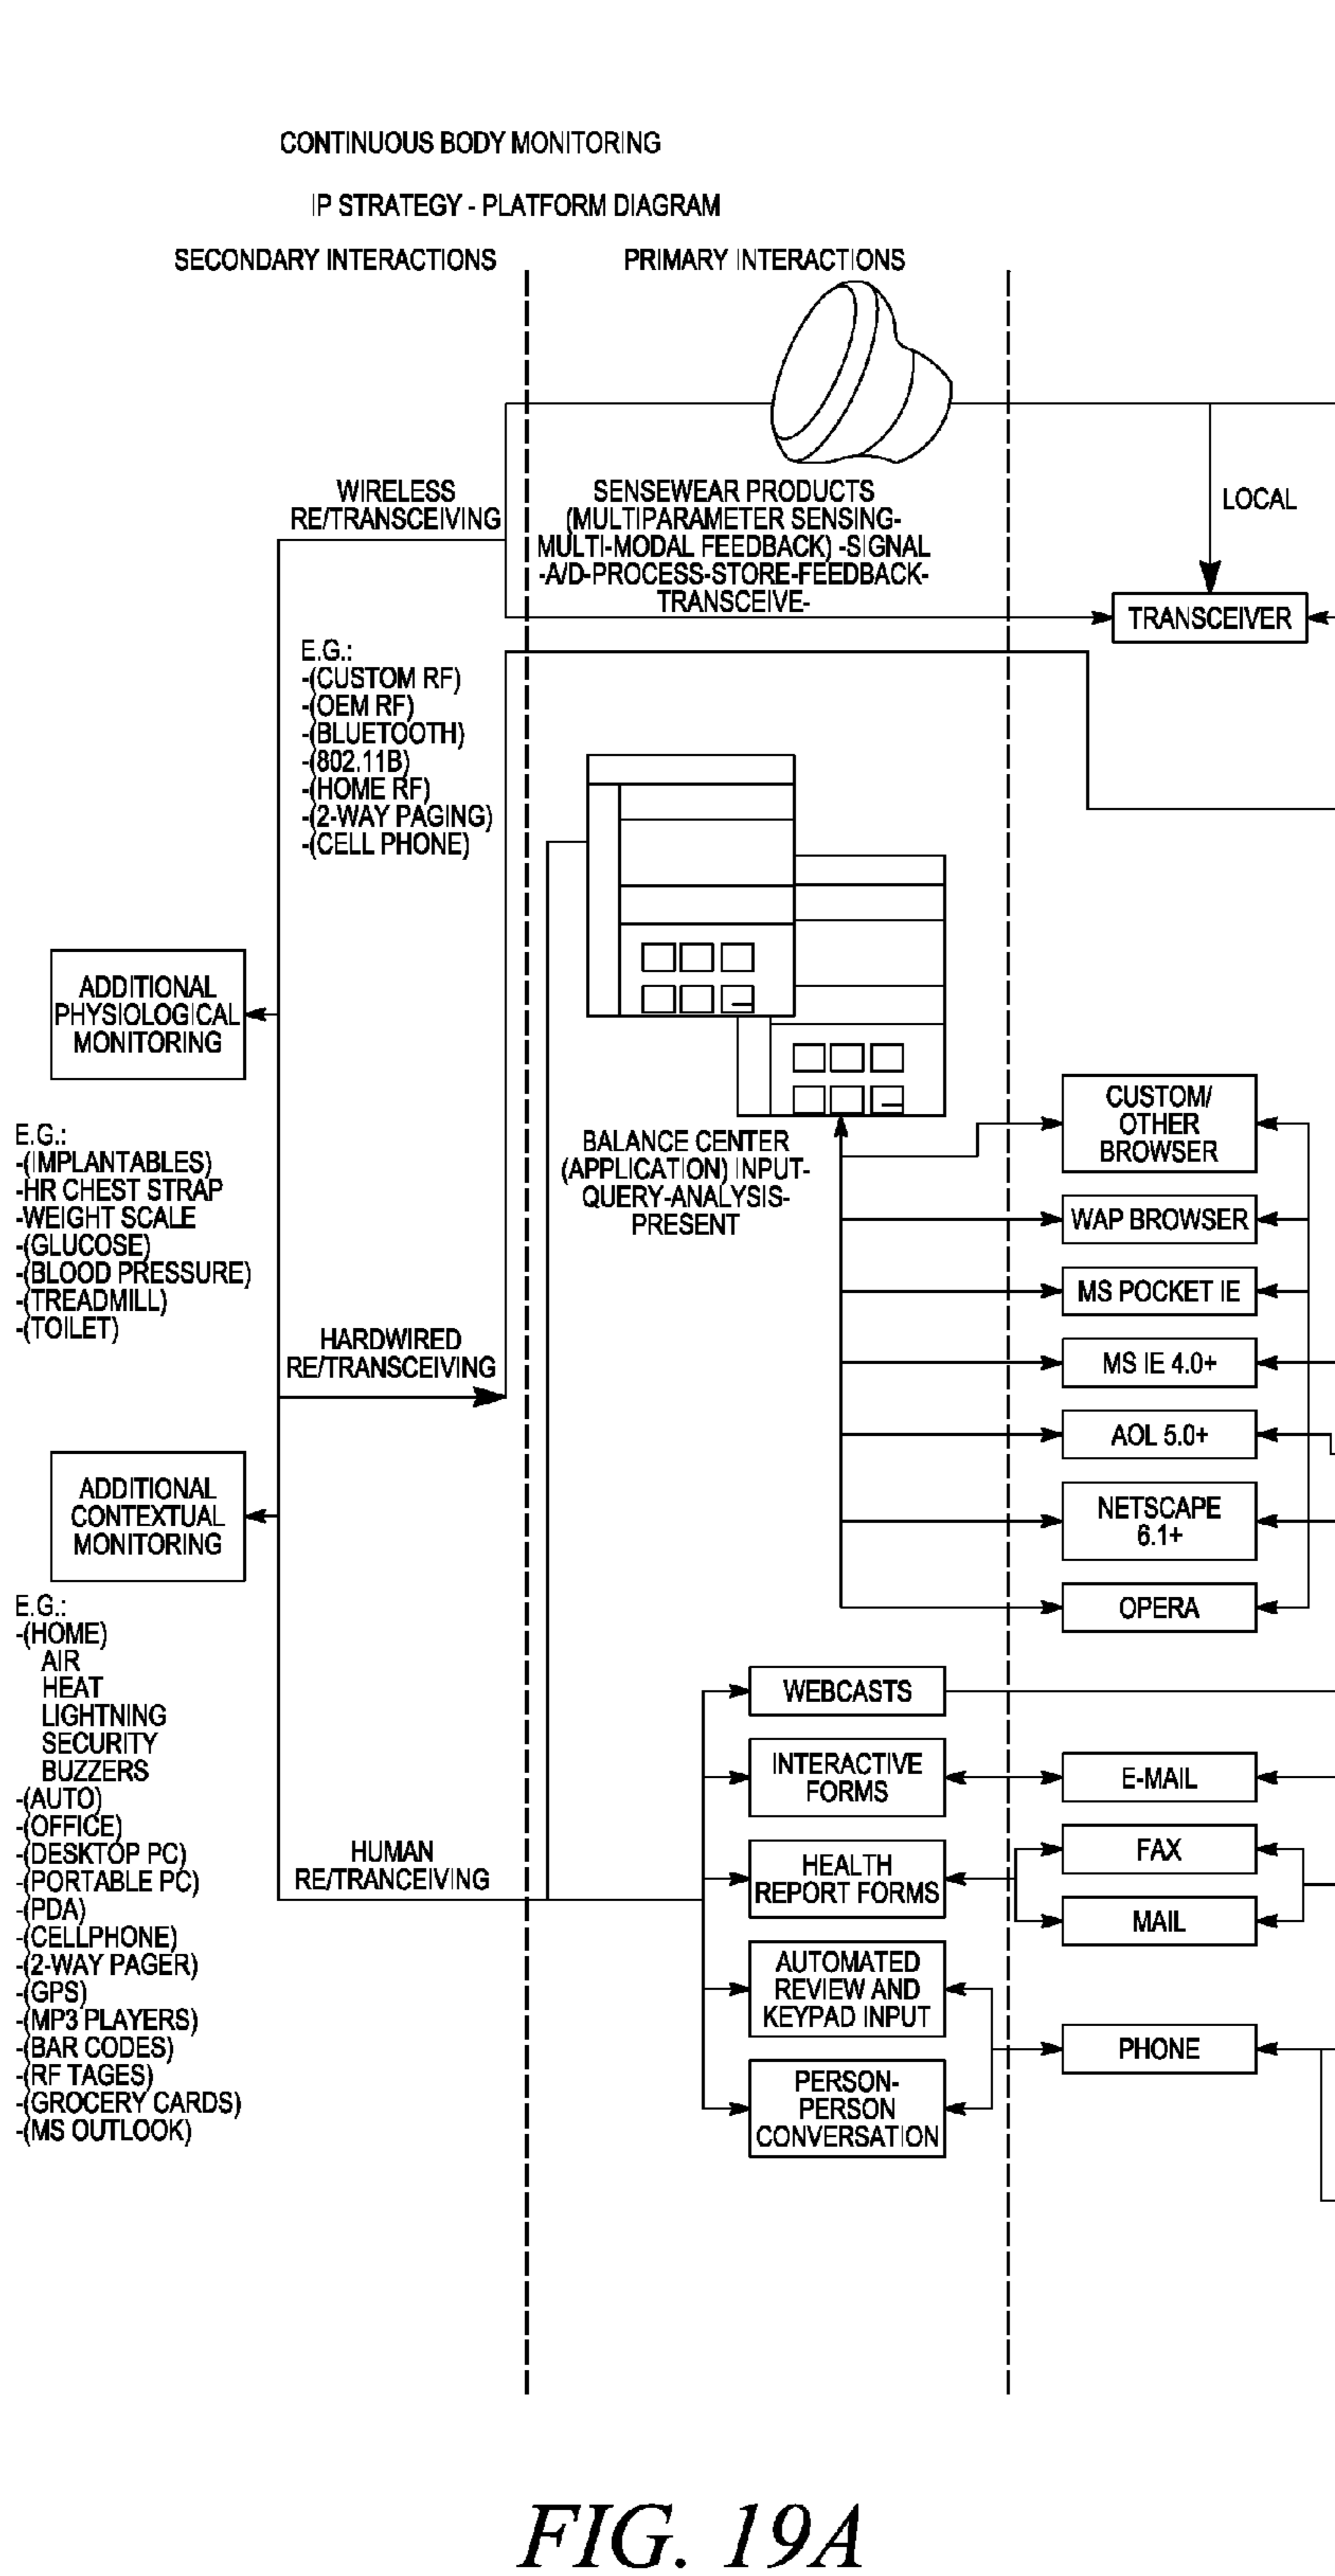 CONTINUOUS BODY MONITORING
IP STRATEGY - PLATFORM DIAGRAM
SECONDARY INTERACTIONS
PRIMARY INTERACTIONS
WIRELESS
RE/TRANSCEIVING
SENSEWEAR PRODUCTS
(MULTIPARAMETER SENSING-
MULTI-MODAL FEEDBACK) -SIGNAL
-A/D-PROCESS-STORE-FEEDBACK-
TRANSCEIVE-
LOCAL
TRANSCEIVER
E.G.:
-(CUSTOM RF)
-(OEM RF)
-(BLUETOOTH)
-(802.11B)
-(HOME RF)
-(2-WAY PAGING)
-(CELL PHONE)
ADDITIONAL
PHYSIOLOGICAL
MONITORING
E.G.:
-(IMPLANTABLES)
-HR CHEST STRAP
-WEIGHT SCALE
-(GLUCOSE)
-(BLOOD PRESSURE)
-(TREADMILL)
-(TOILET)
BALANCE CENTER
(APPLICATION) INPUT-
QUERY-ANALYSIS-
PRESENT
CUSTOM/
OTHER
BROWSER
WAP BROWSER
MS POCKET IE
MS IE 4.0+
AOL 5.0+
NETSCAPE
6.1+
OPERA
HARDWIRED
RE/TRANSCEIVING
ADDITIONAL
CONTEXTUAL
MONITORING
E.G.:
-(HOME)
AIR
HEAT
LIGHTNING
SECURITY
BUZZERS
-(AUTO)
-(OFFICE)
-(DESKTOP PC)
-(PORTABLE PC)
-(PDA)
-(CELLPHONE)
-(2-WAY PAGER)
-(GPS)
-(MP3 PLAYERS)
-(BAR CODES)
-(RF TAGES)
-(GROCERY CARDS)
-(MS OUTLOOK)
HUMAN
RE/TRANCEIVING
WEBCASTS
INTERACTIVE
FORMS
HEALTH
REPORT FORMS
AUTOMATED
REVIEW AND
KEYPAD INPUT
PERSON-
PERSON
CONVERSATION
E-MAIL
FAX
MAIL
PHONE
FIG. 19A